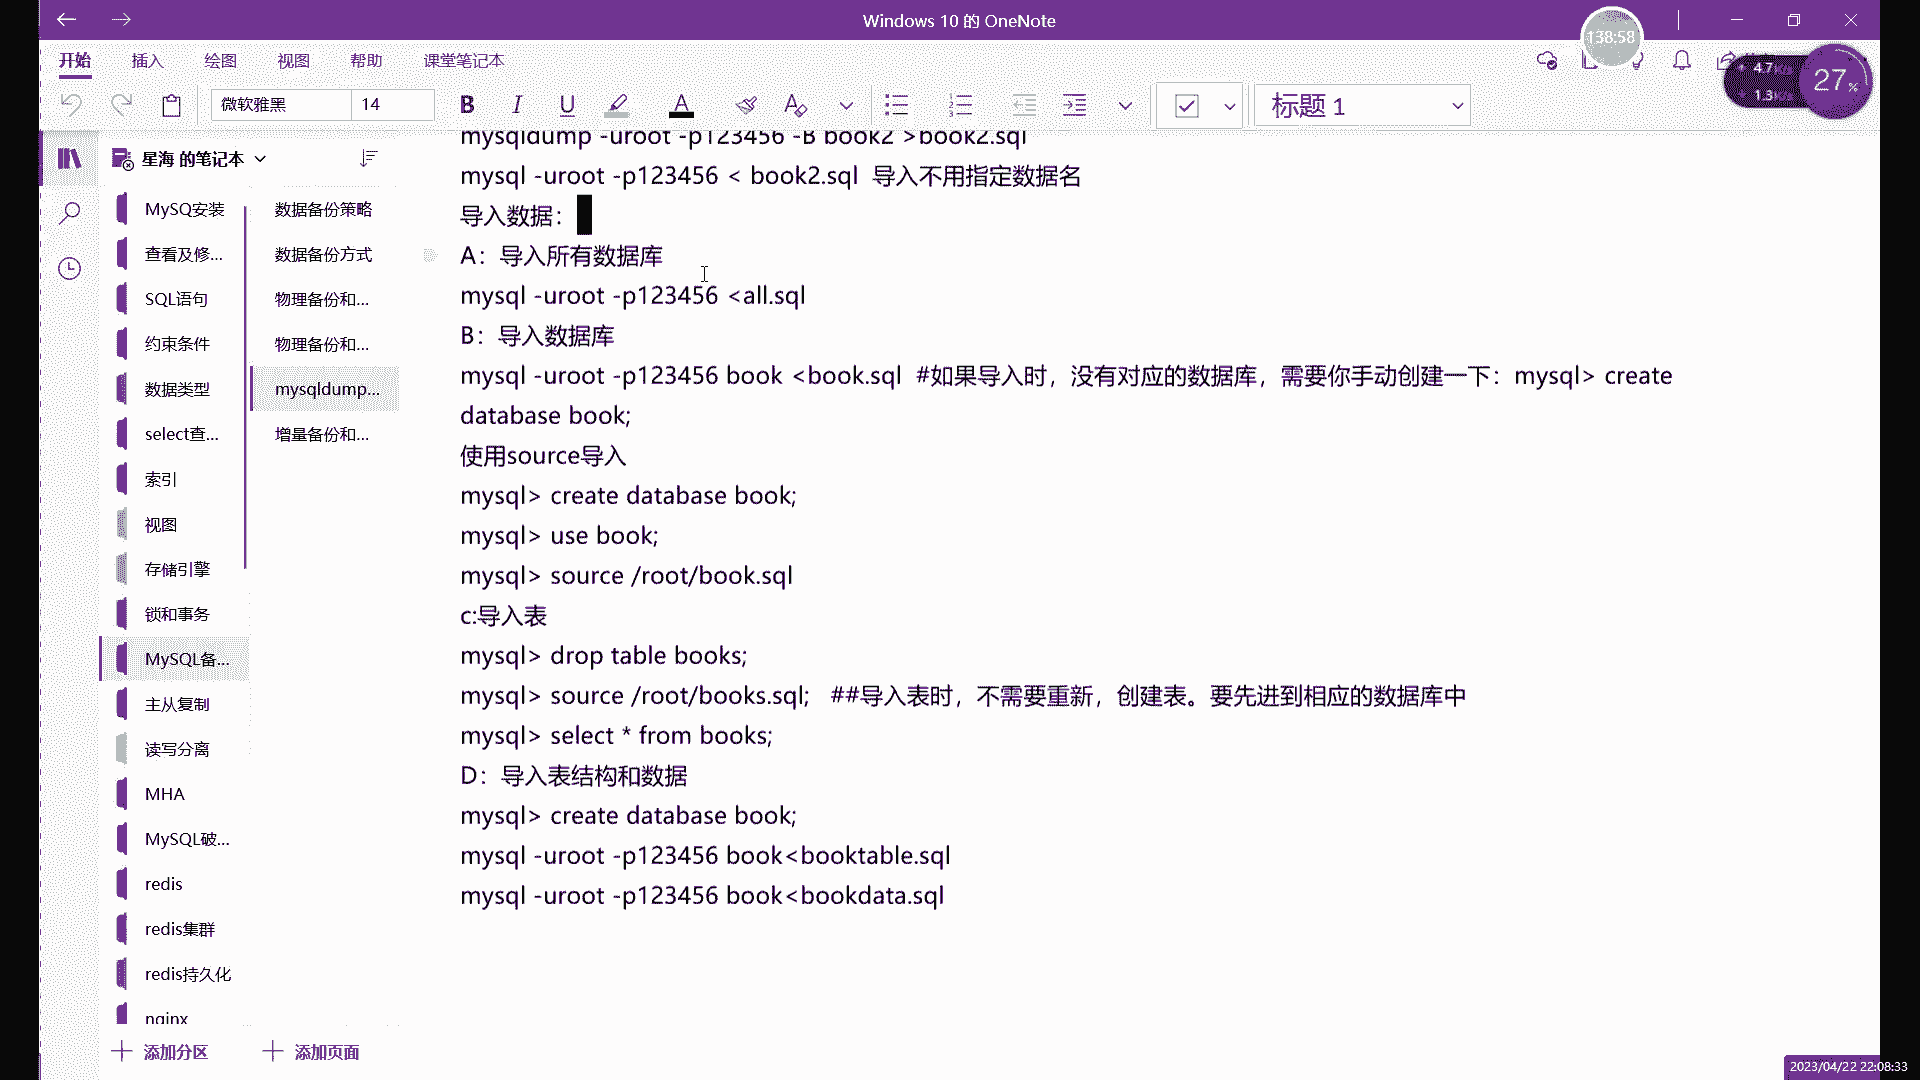 Windows 10 的 OneNote
138:58
开始 插入 绘图 视图 帮助 课堂笔记本
4.7
1.3
27%
微软雅黑 14 B I U A 标题 1
星海 的笔记本
MySQ安装
查看及修...
SQL语句
约束条件
数据类型
select查...
索引
视图
存储引擎
锁和事务
MySQL备...
主从复制
读写分离
MHA
MySQL破...
redis
redis集群
redis持久化
nginx
添加分区
数据备份策略
数据备份方式
物理备份和...
物理备份和...
mysqldump...
增量备份和...
添加页面
mysqldump -uroot -p123456 -B book2 >book2.sql
mysql -uroot -p123456 < book2.sql 导入不用指定数据名
导入数据：
A：导入所有数据库
mysql -uroot -p123456 <all.sql
B：导入数据库
mysql -uroot -p123456 book <book.sql #如果导入时，没有对应的数据库，需要你手动创建一下：mysql> create
database book;
使用source导入
mysql> create database book;
mysql> use book;
mysql> source /root/book.sql
c:导入表
mysql> drop table books;
mysql> source /root/books.sql; ##导入表时，不需要重新，创建表。要先进到相应的数据库中
mysql> select * from books;
D：导入表结构和数据
mysql> create database book;
mysql -uroot -p123456 book<booktable.sql
mysql -uroot -p123456 book<bookdata.sql
2023/04/22 22:08:33